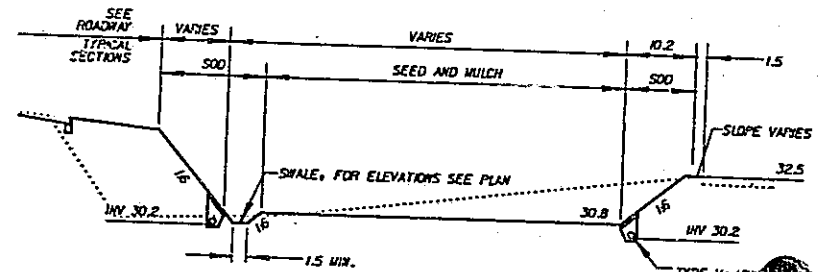 SEE
ROADWAY
TYPICAL
SECTIONS
VARIES
VARIES
10.2
1.5
SOD
SEED AND MULCH
SOD
SLOPE VARIES
32.5
1:6
SWALE, FOR ELEVATIONS SEE PLAN
INV 30.2
1:6
30.8
1:6
INV 30.2
1.5 MIN.